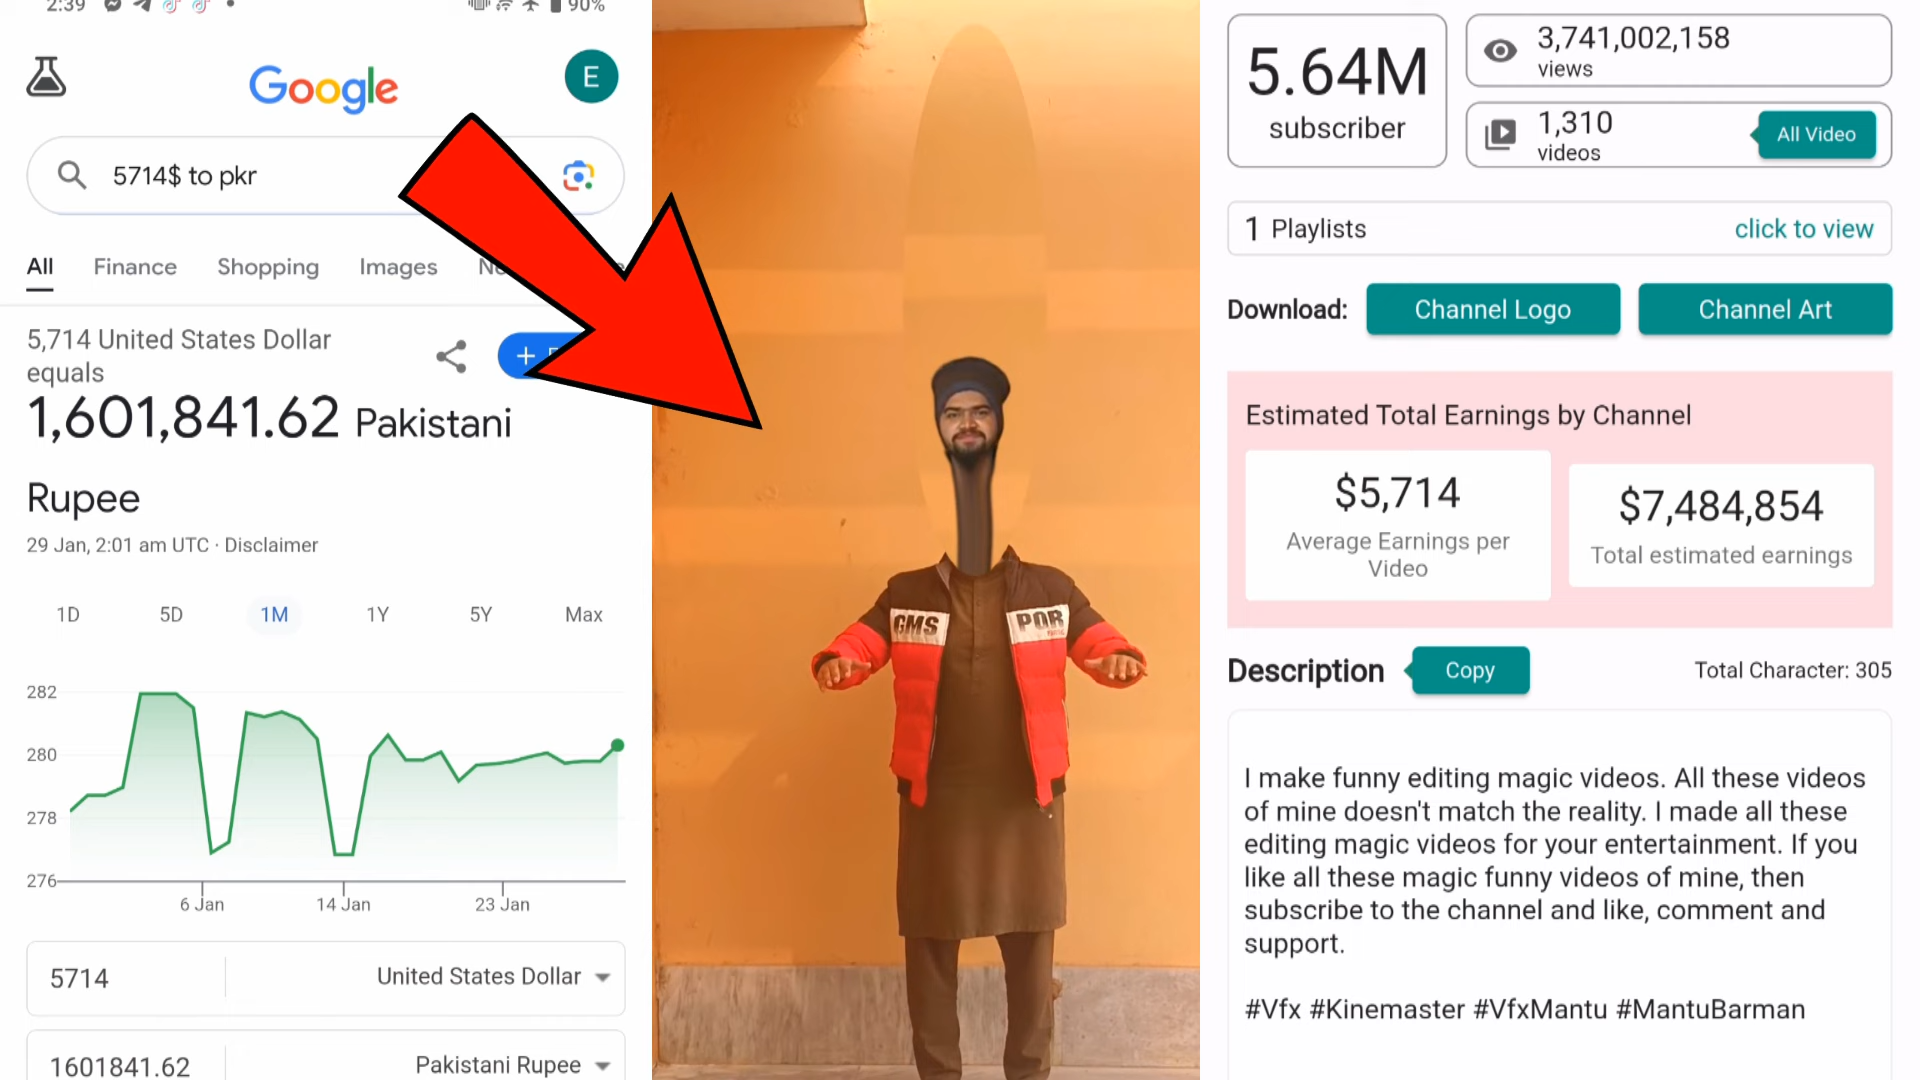 2:39
90%
Google
E
5714$ to pkr
All Finance Shopping Images
5,714 United States Dollar
equals
1,601,841.62 Pakistani
Rupee
29 Jan, 2:01 am UTC · Disclaimer
1D 5D 1M 1Y 5Y Max
282
280
278
276
6 Jan 14 Jan 23 Jan
5714 United States Dollar
1601841.62 Pakistani Rupee
GMS
POR
5.64M
subscriber
3,741,002,158
views
1,310
videos
All Video
1 Playlists click to view
Download: Channel Logo Channel Art
Estimated Total Earnings by Channel
$5,714
Average Earnings per
Video
$7,484,854
Total estimated earnings
Description Copy Total Character: 305
I make funny editing magic videos. All these videos
of mine doesn't match the reality. I made all these
editing magic videos for your entertainment. If you
like all these magic funny videos of mine, then
subscribe to the channel and like, comment and
support.
#Vfx #Kinemaster #VfxMantu #MantuBarman